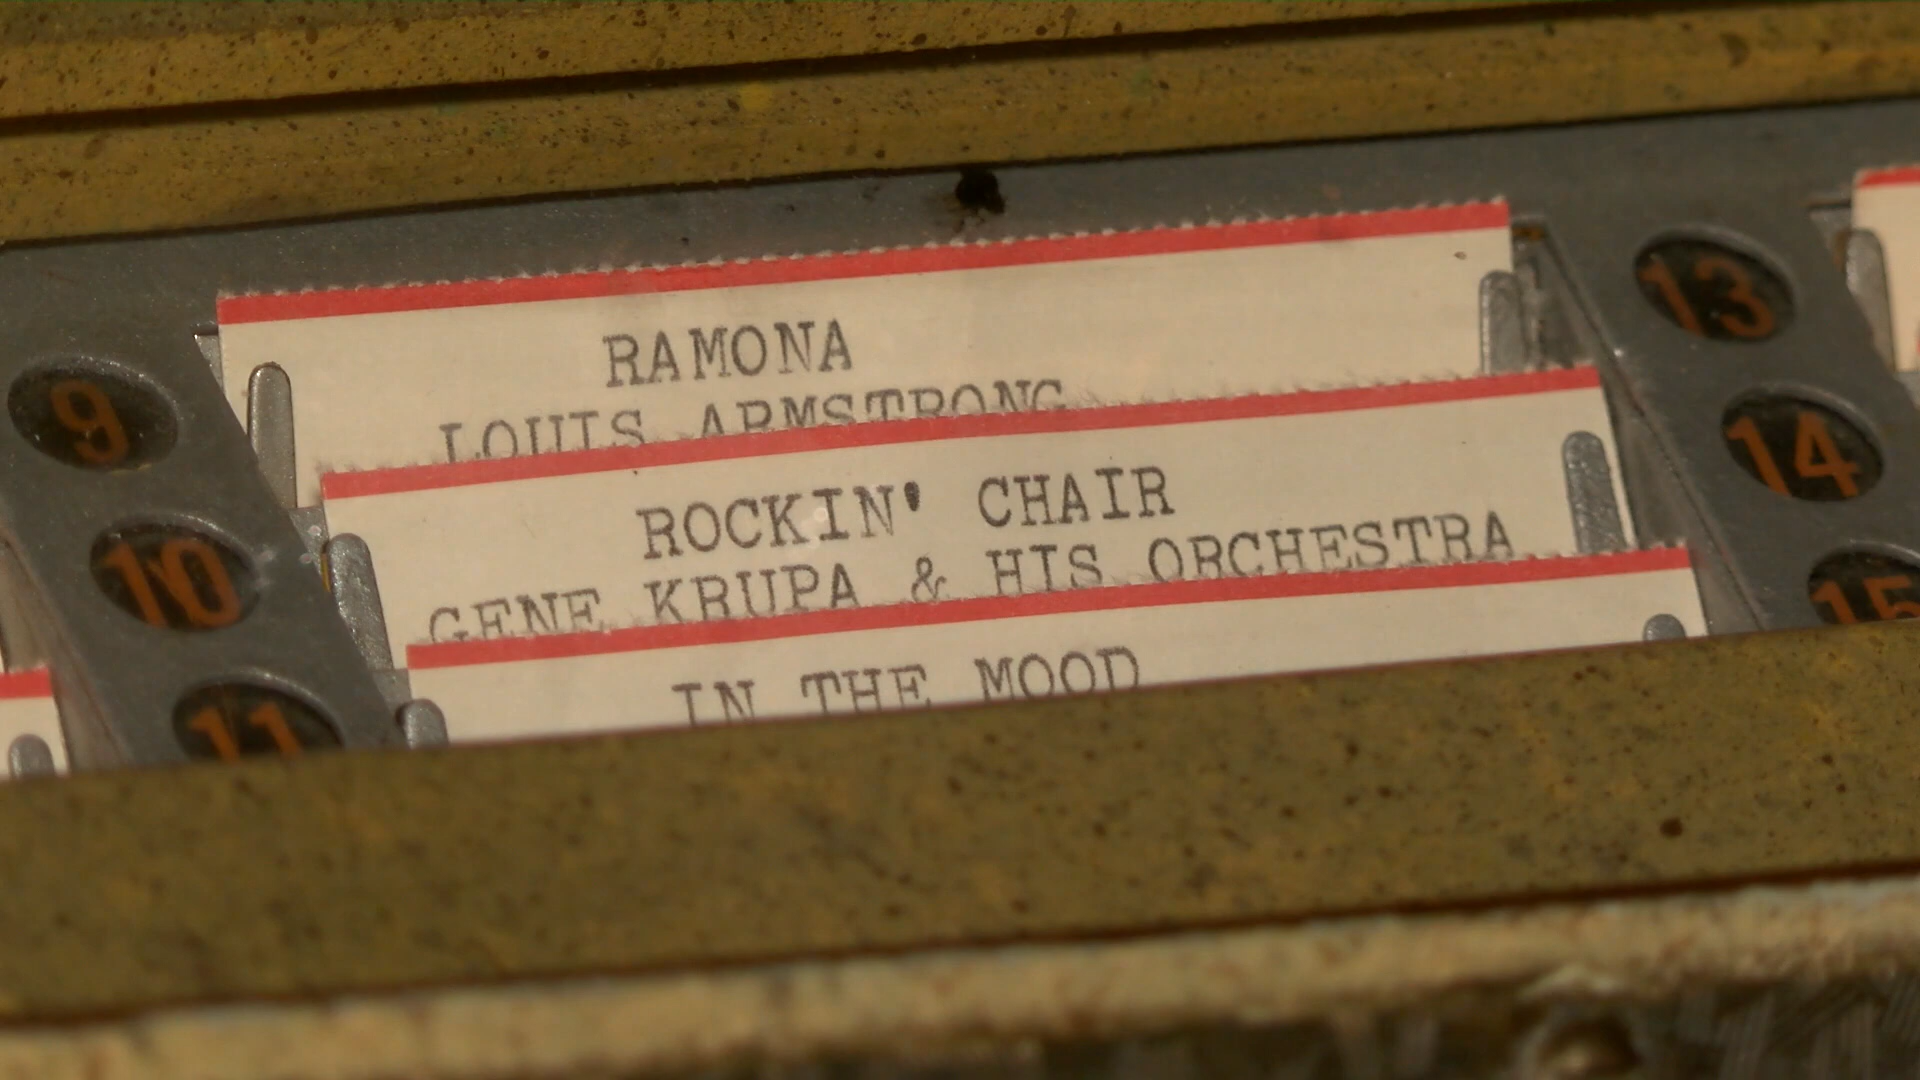 RAMONA
LOUIS ARMSTRONG
ROCKIN' CHAIR
GENE KRUPA & HIS ORCHESTRA
IN THE MOOD
9
10
11
13
14
15